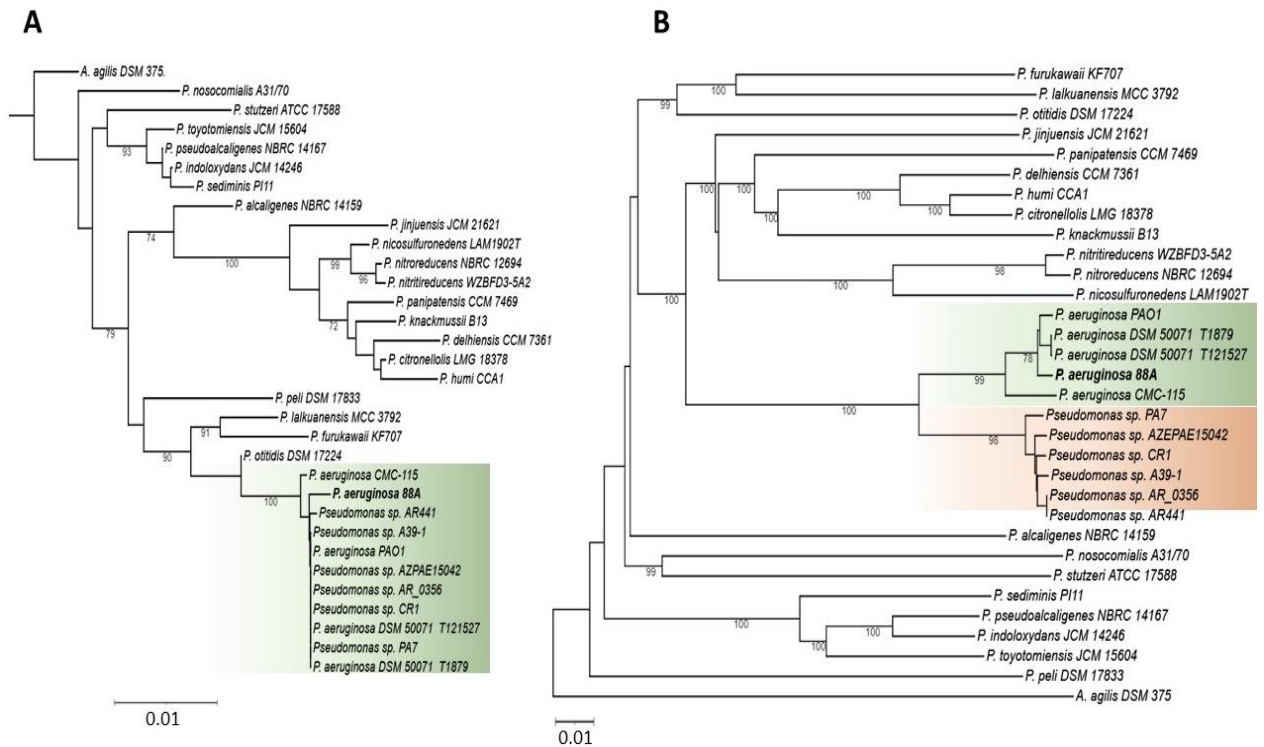 A
A. agilis DSM 375.
P. nosocomialis A31/70
P. stutzeri ATCC 17588
P. toyotomiensis JCM 15604
93
P. pseudoalcaligenes NBRC 14167
P. indoloxydans JCM 14246
P. sediminis PI11
P. alcaligenes NBRC 14159
74
P. jinjuensis JCM 21621
P. nicosulfuronedens LAM1902T
100
99
P. nitroreducens NBRC 12694
96
P. nitritireducens WZBFD3-5A2
P. panipatensis CCM 7469
72
P. knackmussii B13
79
P. delhiensis CCM 7361
P. citronellolis LMG 18378
P. humi CCA1
P. peli DSM 17833
P. lalkuanensis MCC 3792
91
P. furukawaii KF707
90
P. otitidis DSM 17224
P. aeruginosa CMC-115
100
P. aeruginosa 88A
Pseudomonas sp. AR441
Pseudomonas sp. A39-1
P. aeruginosa PAO1
Pseudomonas sp. AZPAE15042
Pseudomonas sp. AR_0356
Pseudomonas sp. CR1
P. aeruginosa DSM 50071 T121527
Pseudomonas sp. PA7
P. aeruginosa DSM 50071 T1879
0.01
B
P. furukawaii KF707
100
P. lalkuanensis MCC 3792
99
P. otitidis DSM 17224
P. jinjuensis JCM 21621
P. panipatensis CCM 7469
P. delhiensis CCM 7361
100
100
100
P. humi CCA1
100
P. citronellolis LMG 18378
100
P. knackmussii B13
P. nitritireducens WZBFD3-5A2
98
P. nitroreducens NBRC 12694
100
P. nicosulfuronedens LAM1902T
100
P. aeruginosa PAO1
P. aeruginosa DSM 50071 T1879
P. aeruginosa DSM 50071 T121527
78
P. aeruginosa 88A
99
P. aeruginosa CMC-115
100
Pseudomonas sp. PA7
Pseudomonas sp. AZEPAE15042
98
Pseudomonas sp. CR1
Pseudomonas sp. A39-1
Pseudomonas sp. AR_0356
Pseudomonas sp. AR441
P. alcaligenes NBRC 14159
P. nosocomialis A31/70
99
P. stutzeri ATCC 17588
P. sediminis PI11
P. pseudoalcaligenes NBRC 14167
100
100
P. indoloxydans JCM 14246
100
P. toyotomiensis JCM 15604
P. peli DSM 17833
A. agilis DSM 375
0.01